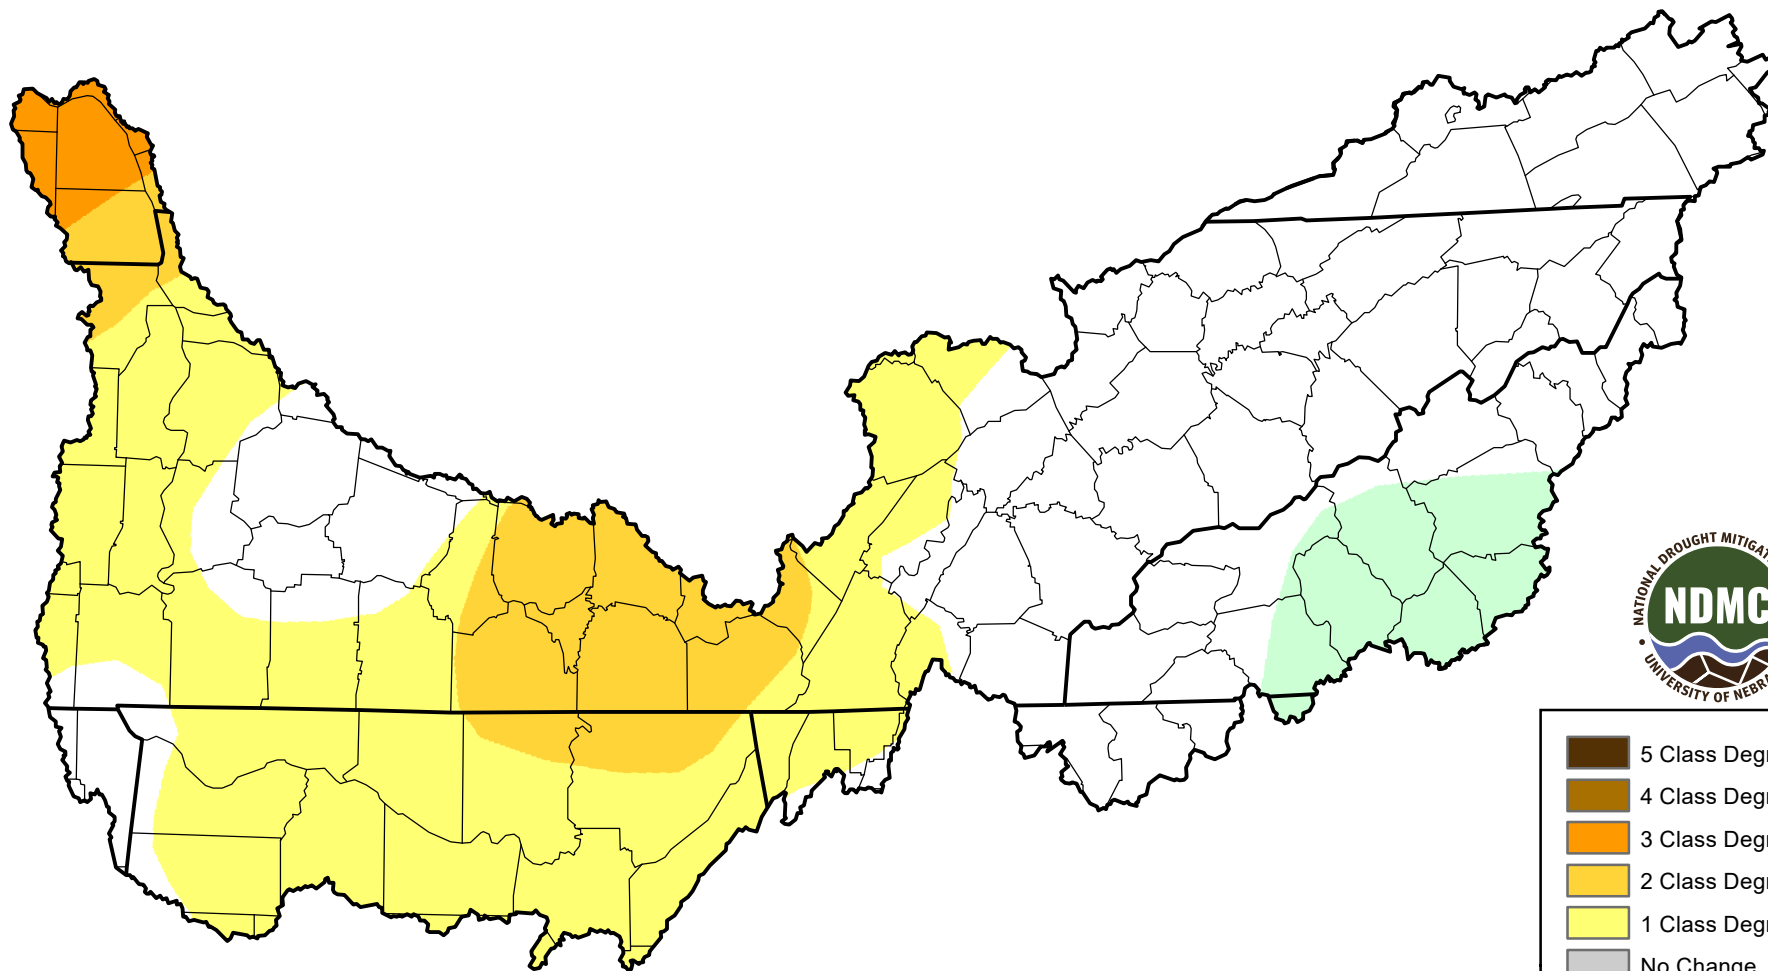 NATIONAL DROUGHT MITIGAT
NDMC
UNIVERSITY OF NEBRA
5 Class Degr
4 Class Degr
3 Class Degr
2 Class Degr
1 Class Degr
No Change